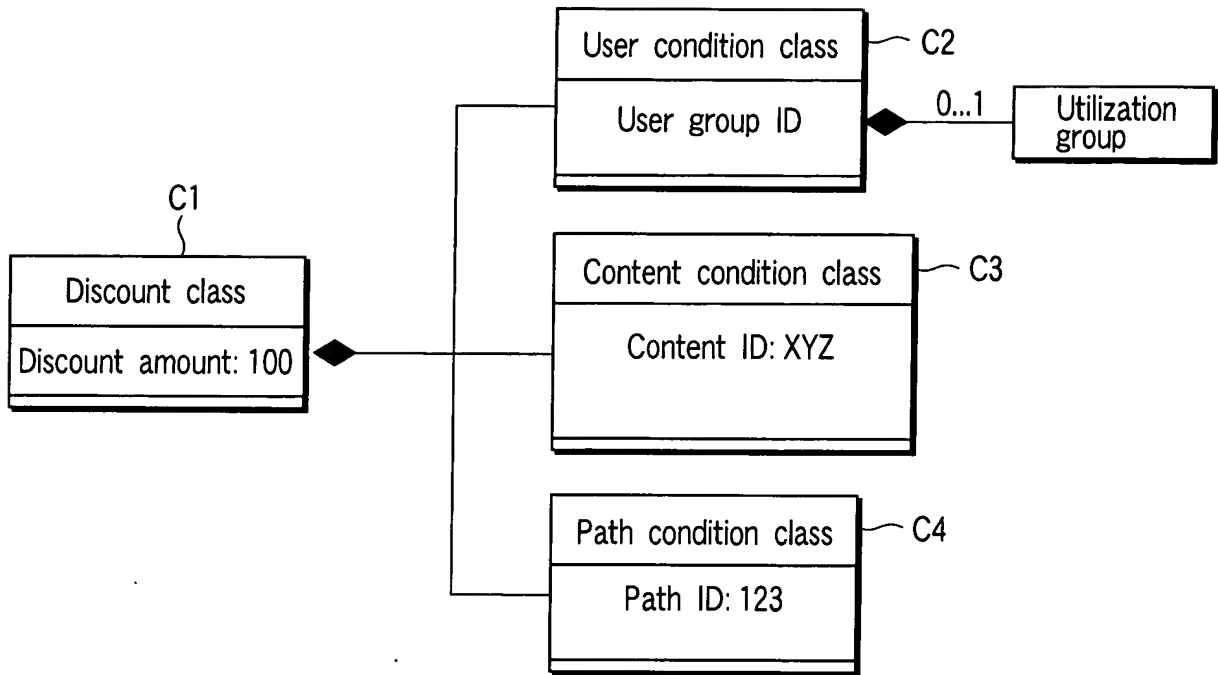 User condition class
C2
User group ID
0...1
Utilization
group
C1
Discount class
Discount amount: 100
Content condition class
C3
Content ID: XYZ
Path condition class
C4
Path ID: 123